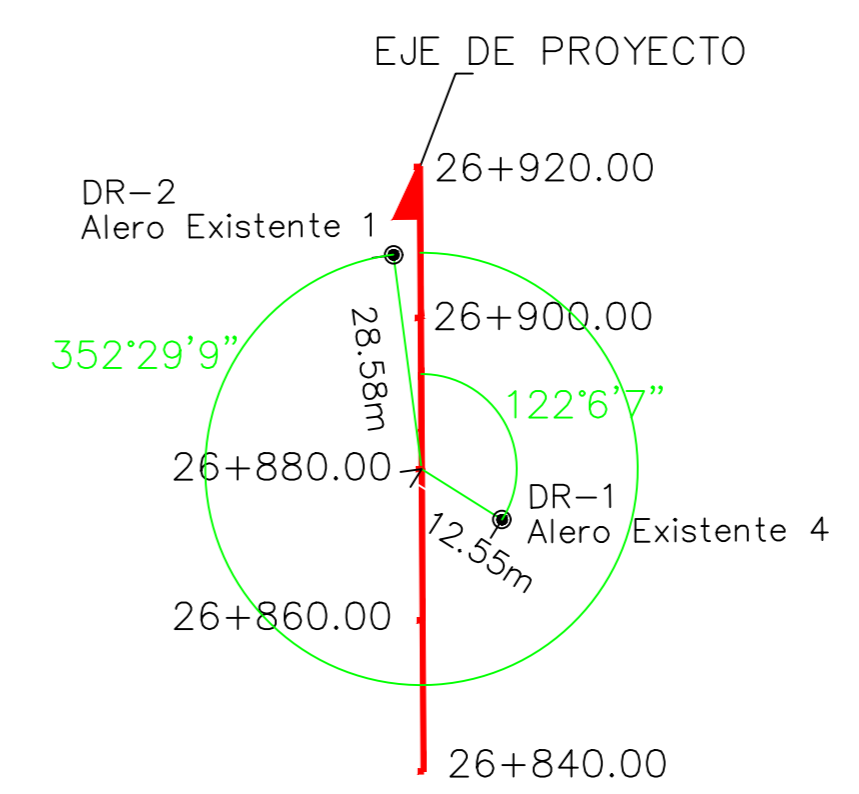 EJE DE PROYECTO
26+920.00
DR-2
Alero Existente 1
26+900.00
352°29'9"
28.58m
122°6'7"
26+880.00
DR-1
Alero Existente 4
12.55m
26+860.00
26+840.00